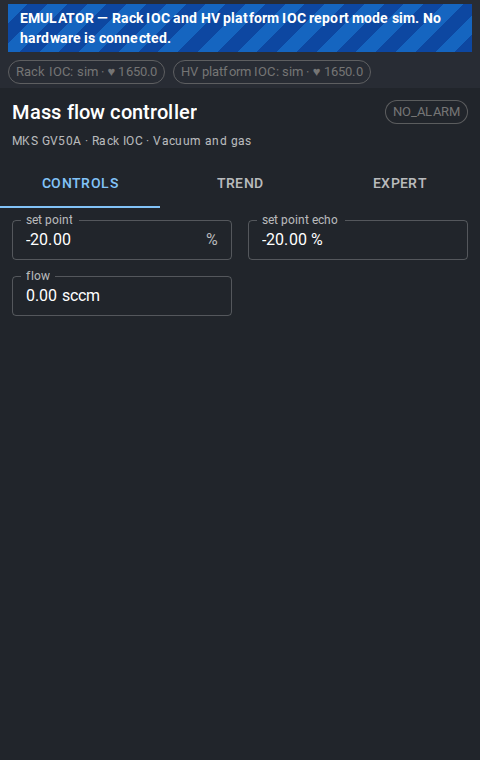 EMULATOR — Rack IOC and HV platform IOC report mode sim. No
hardware is connected.
Rack IOC: sim · ♥ 1650.0
HV platform IOC: sim · ♥ 1650.0
Mass flow controller
NO_ALARM
MKS GV50A · Rack IOC · Vacuum and gas
CONTROLS
TREND
EXPERT
set point
-20.00 %
set point echo
-20.00 %
flow
0.00 sccm